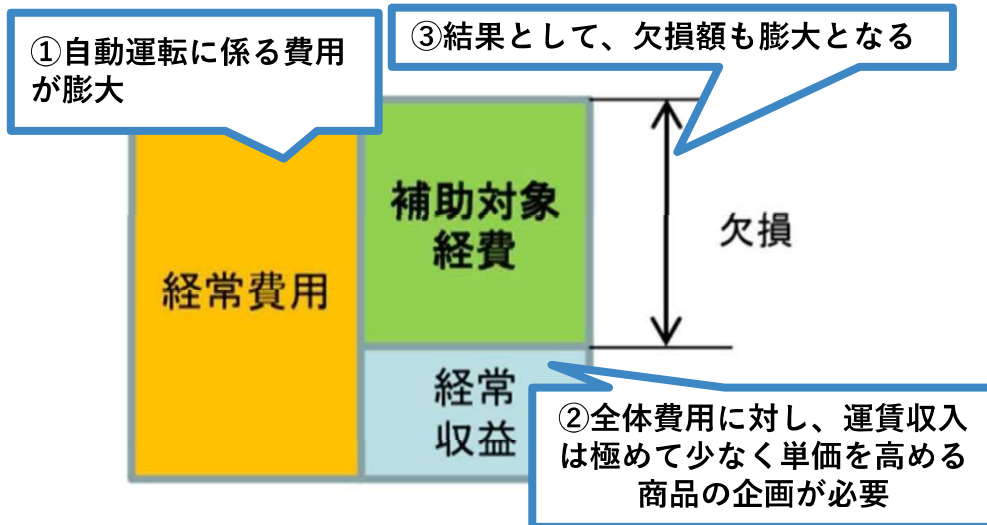 ①自動運転に係る費用
が膨大
③結果として、欠損額も膨大となる
補助対象
経費
欠損
経常費用
経常
収益
②全体費用に対し、運賃収入
は極めて少なく単価を高める
商品の企画が必要